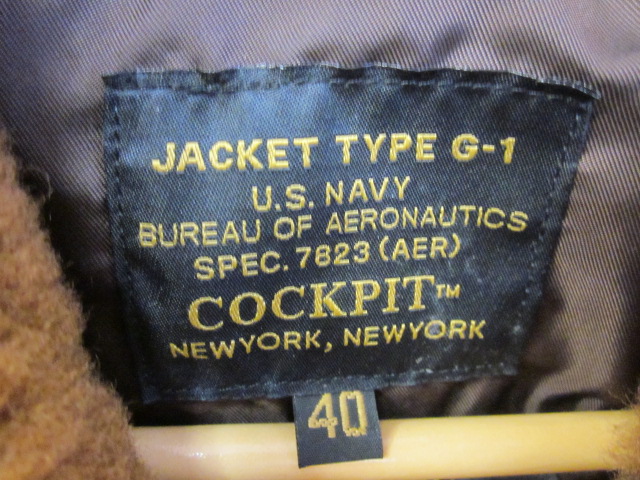 JACKET TYPE G-1
U.S. NAVY
BUREAU OF AERONAUTICS
SPEC. 7823 (AER)
COCKPIT™
NEWYORK, NEWYORK
40